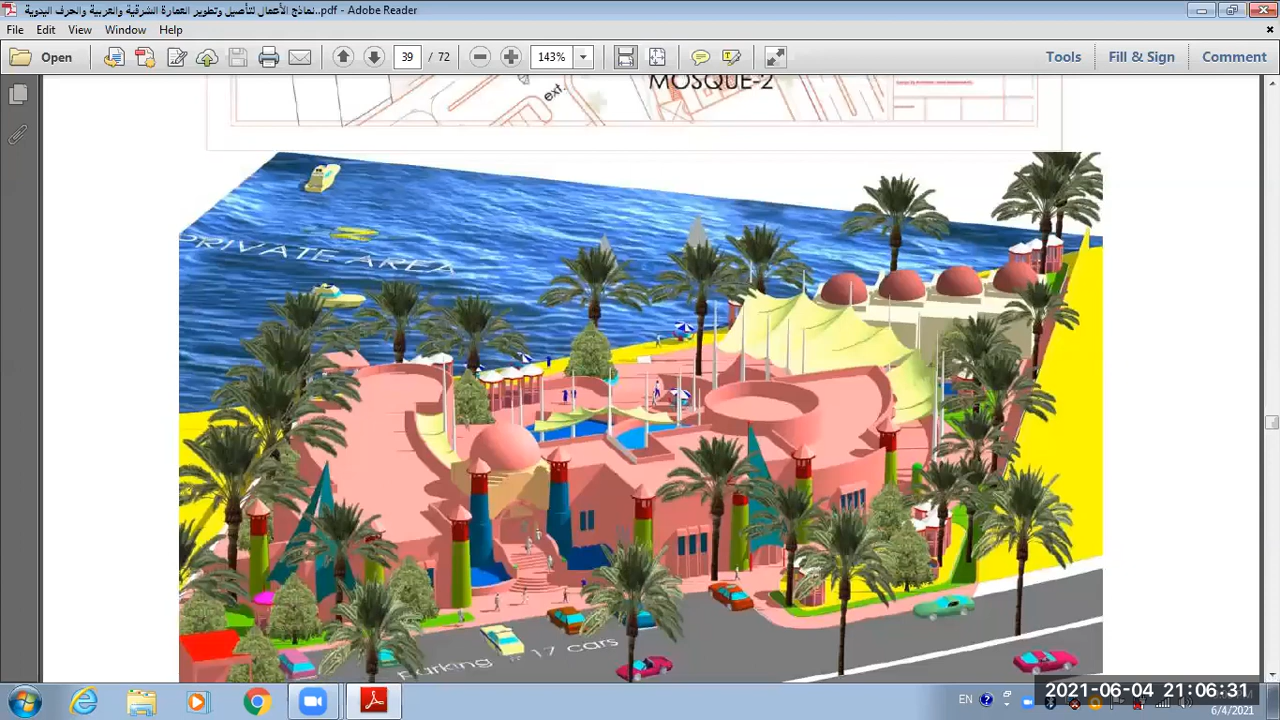 نماذج الأعمال لتأصيل وتطوير العمارة الشرقية والعربية والحرف اليدوية..pdf - Adobe Reader
File Edit View Window Help
Open 39 / 72 143% Tools Fill & Sign Comment
ext.
MOSQUE-2
PRIVATE AREA
Parking = 17 cars
EN
2021-06-04 21:06:31
6/4/2021